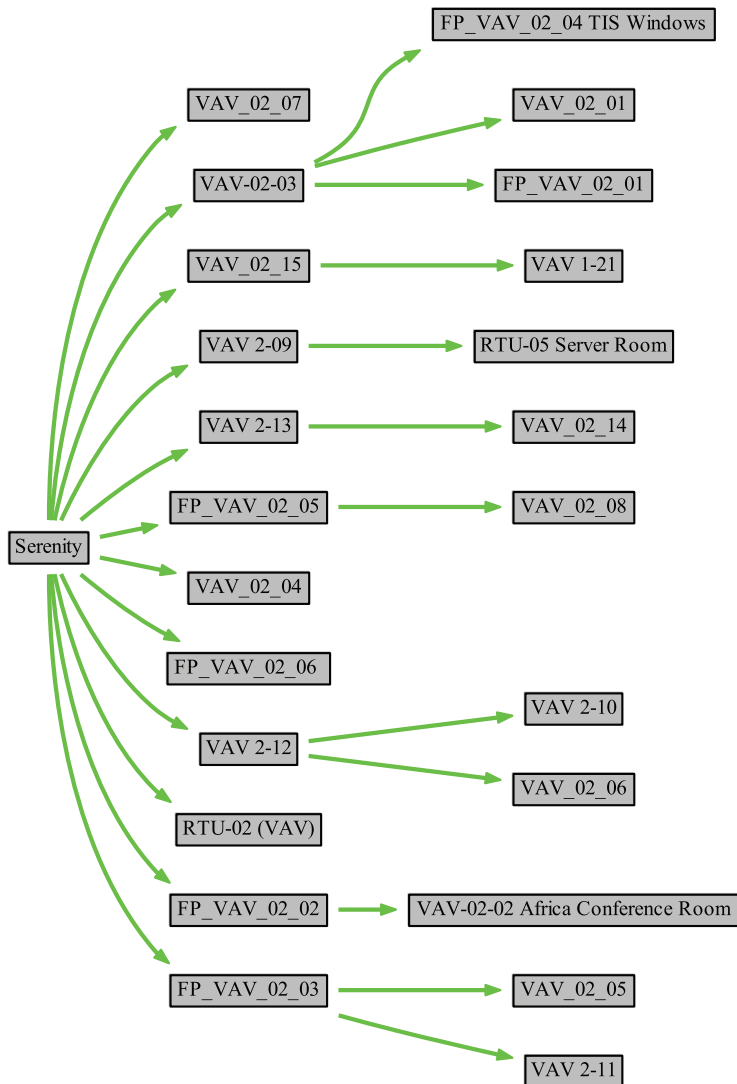 FP_VAV_02_04 TIS Windows
VAV_02_07
VAV_02_01
VAV-02-03
FP_VAV_02_01
VAV_02_15
VAV 1-21
VAV 2-09
RTU-05 Server Room
VAV 2-13
VAV_02_14
FP_VAV_02_05
VAV_02_08
Serenity
VAV_02_04
FP_VAV_02_06
VAV 2-10
VAV 2-12
VAV_02_06
RTU-02 (VAV)
FP_VAV_02_02
VAV-02-02 Africa Conference Room
FP_VAV_02_03
VAV_02_05
VAV 2-11